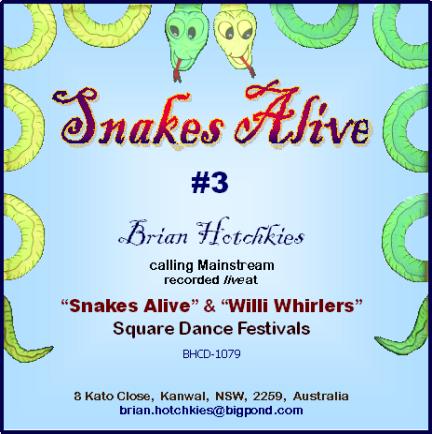 Snakes Alive
#3
Brian Hotchkies
calling Mainstream
recorded live at
“Snakes Alive” & “Willi Whirlers”
Square Dance Festivals
BHCD-1079
8 Kato Close, Kanwal, NSW, 2259, Australia
brian.hotchkies@bigpond.com